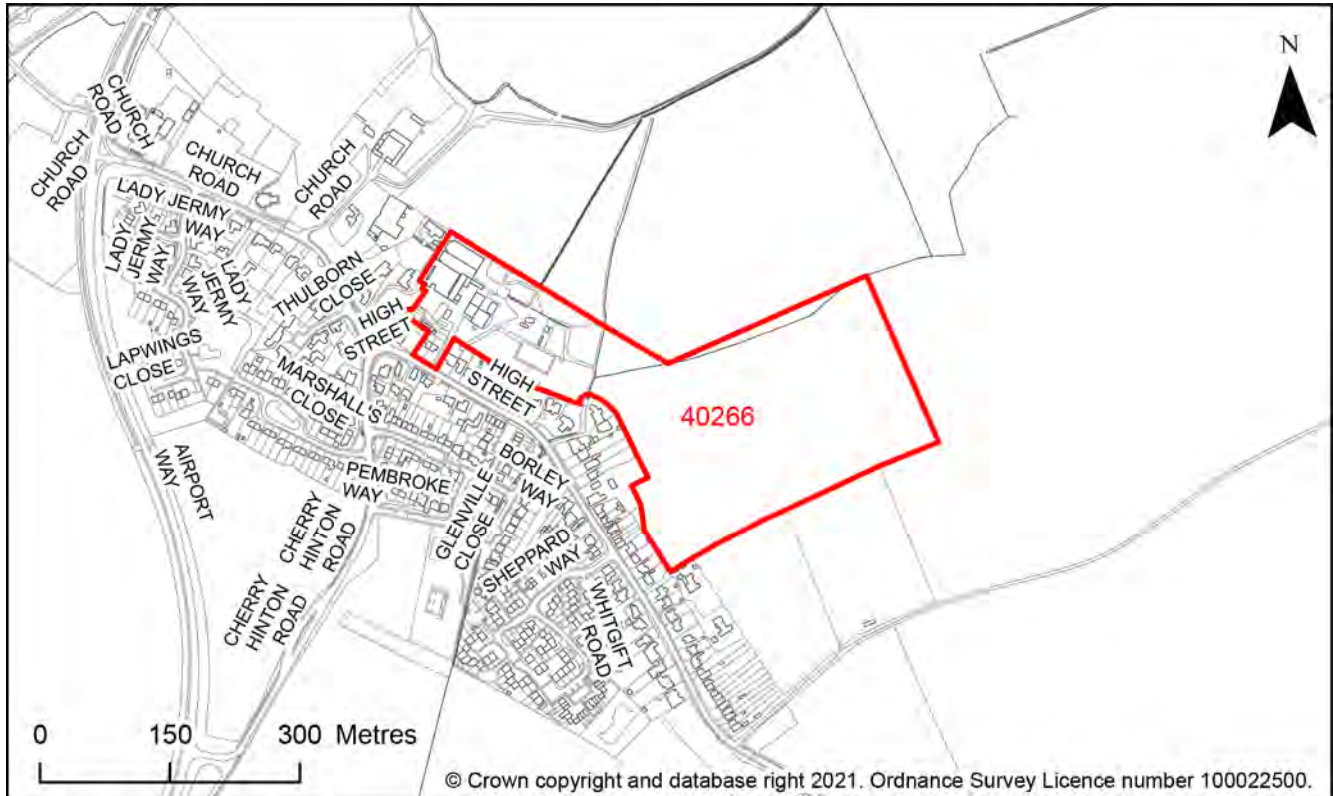 N
CHURCH
ROAD
CHURCH
ROAD
CHURCH
ROAD
CHURCH
ROAD
LADY JERMY
WAY
LADY
JERMY
WAY
LADY
JERMY
WAY
THULBORN
CLOSE
HIGH
STREET
LAPWINGS
CLOSE
MARSHALL'S
CLOSE
HIGH
STREET
40266
AIRPORT
WAY
PEMBROKE
WAY
BORLEY
WAY
GLENVILLE
CLOSE
CHERRY
HINTON
ROAD
CHERRY
HINTON
ROAD
SHEPPARD
WAY
WHITGIFT
ROAD
0 150 300 Metres
© Crown copyright and database right 2021. Ordnance Survey Licence number 100022500.